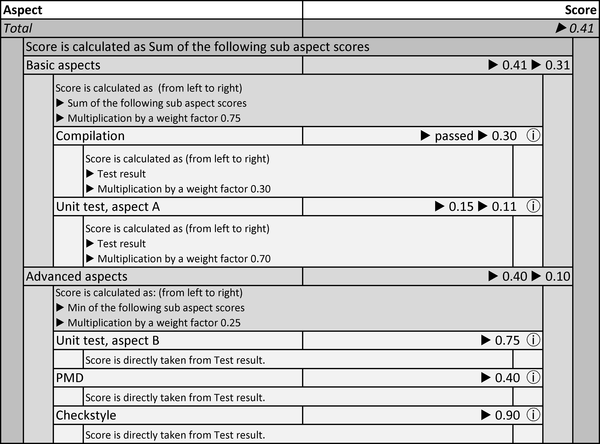 Aspect Score
Total ▶ 0.41
Score is calculated as Sum of the following sub aspect scores
Basic aspects ▶ 0.41 ▶ 0.31
Score is calculated as (from left to right)
▶ Sum of the following sub aspect scores
▶ Multiplication by a weight factor 0.75
Compilation ▶ passed ▶ 0.30 ⓘ
Score is calculated as (from left to right)
▶ Test result
▶ Multiplication by a weight factor 0.30
Unit test, aspect A ▶ 0.15 ▶ 0.11 ⓘ
Score is calculated as (from left to right)
▶ Test result
▶ Multiplication by a weight factor 0.70
Advanced aspects ▶ 0.40 ▶ 0.10
Score is calculated as: (from left to right)
▶ Min of the following sub aspect scores
▶ Multiplication by a weight factor 0.25
Unit test, aspect B ▶ 0.75 ⓘ
Score is directly taken from Test result.
PMD ▶ 0.40 ⓘ
Score is directly taken from Test result.
Checkstyle ▶ 0.90 ⓘ
Score is directly taken from Test result.